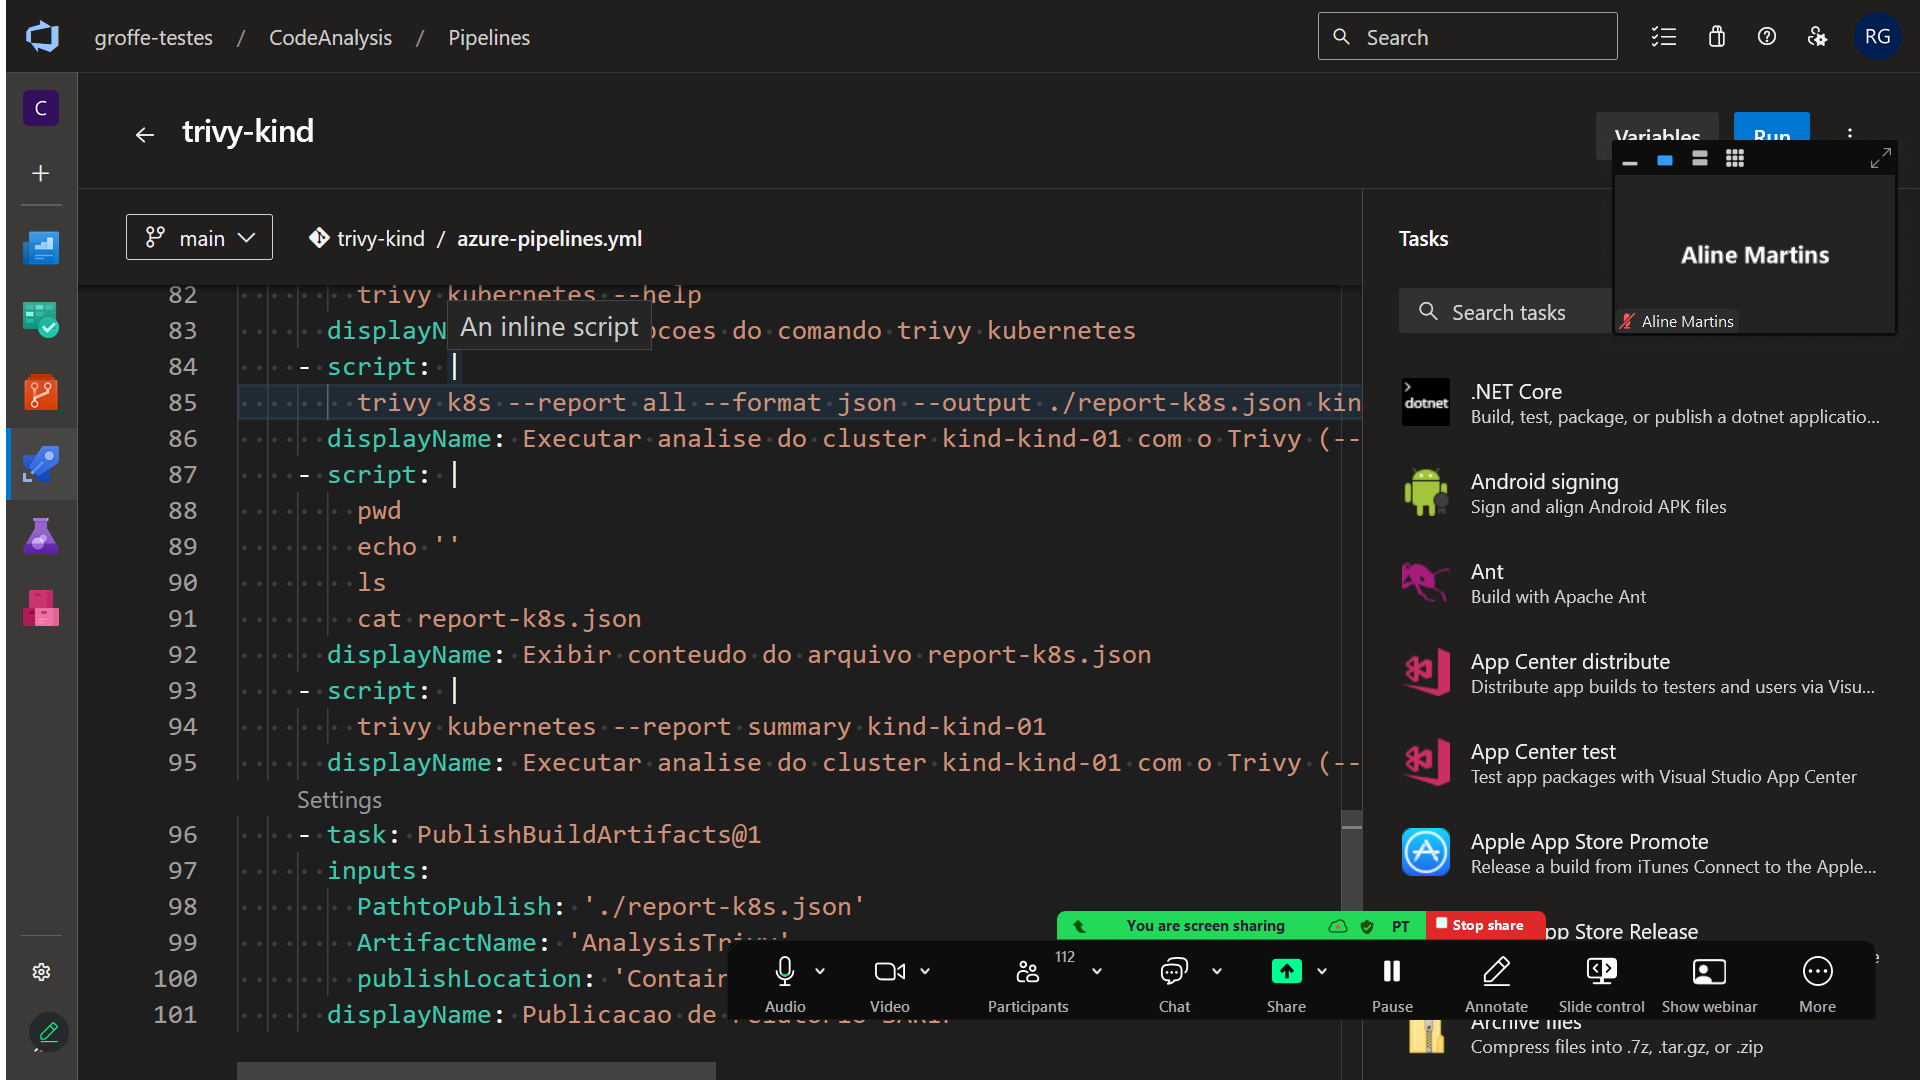 groffe-testes / CodeAnalysis / Pipelines
Search
RG
C
trivy-kind
Variables
Run
main
trivy-kind / azure-pipelines.yml
Tasks
Aline Martins
Aline Martins
Search tasks
82 trivy kubernetes --help
An inline script
83 displayN pcoes do comando trivy kubernetes
84 - script: |
85 trivy k8s --report all --format json --output ./report-k8s.json kin
86 displayName: Executar analise do cluster kind-kind-01 com o Trivy (--
87 - script: |
88 pwd
89 echo ''
90 ls
91 cat report-k8s.json
92 displayName: Exibir conteudo do arquivo report-k8s.json
93 - script: |
94 trivy kubernetes --report summary kind-kind-01
95 displayName: Executar analise do cluster kind-kind-01 com o Trivy (--
Settings
96 - task: PublishBuildArtifacts@1
97 inputs:
98 PathtoPublish: './report-k8s.json'
99 ArtifactName: 'AnalysisTrivy'
100 publishLocation: 'Contain
101 displayName: Publicacao de
.NET Core
Build, test, package, or publish a dotnet applicatio...
dotnet
Android signing
Sign and align Android APK files
Ant
Build with Apache Ant
App Center distribute
Distribute app builds to testers and users via Visu...
App Center test
Test app packages with Visual Studio App Center
Apple App Store Promote
Release a build from iTunes Connect to the Apple...
pp Store Release
Archive files
Compress files into .7z, .tar.gz, or .zip
You are screen sharing
PT
Stop share
Audio
Video
112
Participants
Chat
Share
Pause
Annotate
Slide control
Show webinar
More